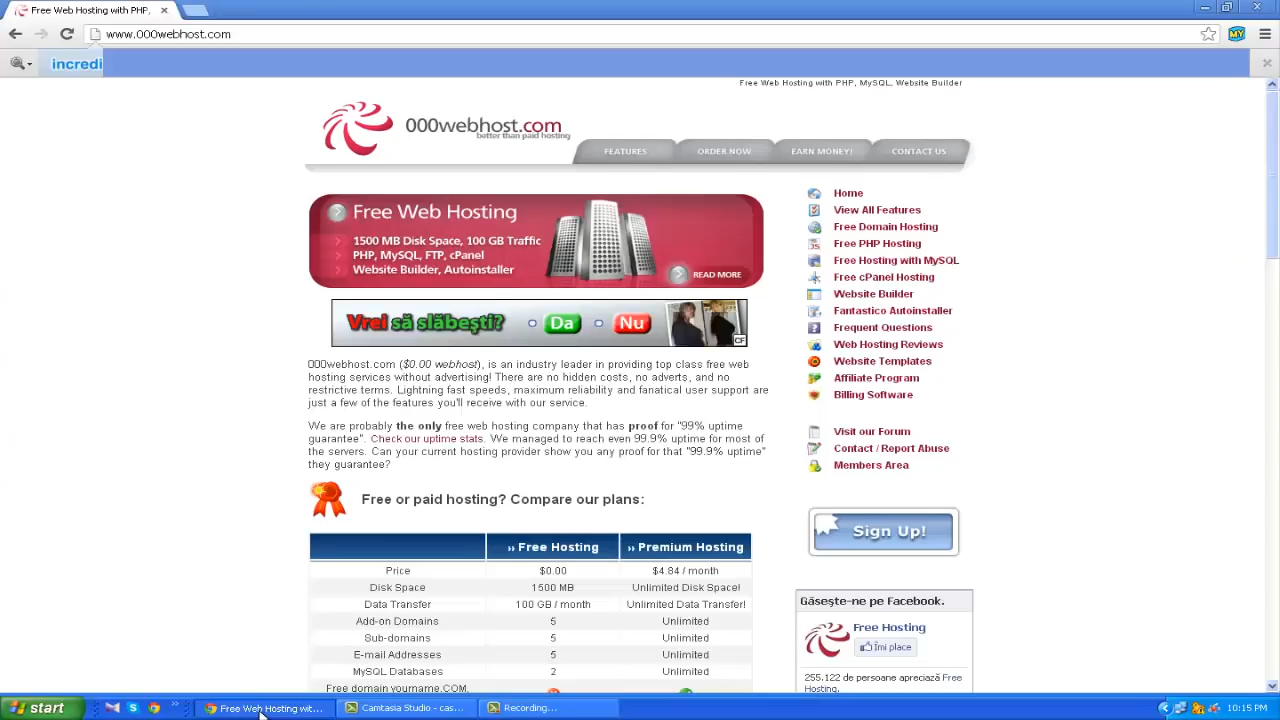 Free Web Hosting with PHP,
www.000webhost.com
MY
incredi
Free Web Hosting with PHP, MySQL, Website Builder
000webhost.com
better than paid hosting
FEATURES
ORDER NOW
EARN MONEY!
CONTACT US
Free Web Hosting
1500 MB Disk Space, 100 GB Traffic
PHP, MySQL, FTP, cPanel
Website Builder, Autoinstaller
READ MORE
Vrei să slăbeşti?
Da
Nu
CF
000webhost.com ($0.00 webhost), is an industry leader in providing top class free web
hosting services without advertising! There are no hidden costs, no adverts, and no
restrictive terms. Lightning fast speeds, maximum reliability and fanatical user support are
just a few of the features you'll receive with our service.
We are probably the only free web hosting company that has proof for "99% uptime
guarantee". Check our uptime stats. We managed to reach even 99.9% uptime for most of
the servers. Can your current hosting provider show you any proof for that "99.9% uptime"
they guarantee?
Free or paid hosting? Compare our plans:
›› Free Hosting
›› Premium Hosting
Price $0.00 $4.84 / month
Disk Space 1500 MB Unlimited Disk Space!
Data Transfer 100 GB / month Unlimited Data Transfer!
Add-on Domains 5 Unlimited
Sub-domains 5 Unlimited
E-mail Addresses 5 Unlimited
MySQL Databases 2 Unlimited
Free domain yourname.COM,
Home
View All Features
Free Domain Hosting
Free PHP Hosting
Free Hosting with MySQL
Free cPanel Hosting
Website Builder
Fantastico Autoinstaller
Frequent Questions
Web Hosting Reviews
Website Templates
Affiliate Program
Billing Software
Visit our Forum
Contact / Report Abuse
Members Area
Sign Up!
Găseşte-ne pe Facebook.
Free Hosting
Îmi place
255.122 de persoane apreciază Free
Hosting.
start
Free Web Hosting wit...
Camtasia Studio - cas...
Recording...
10:15 PM